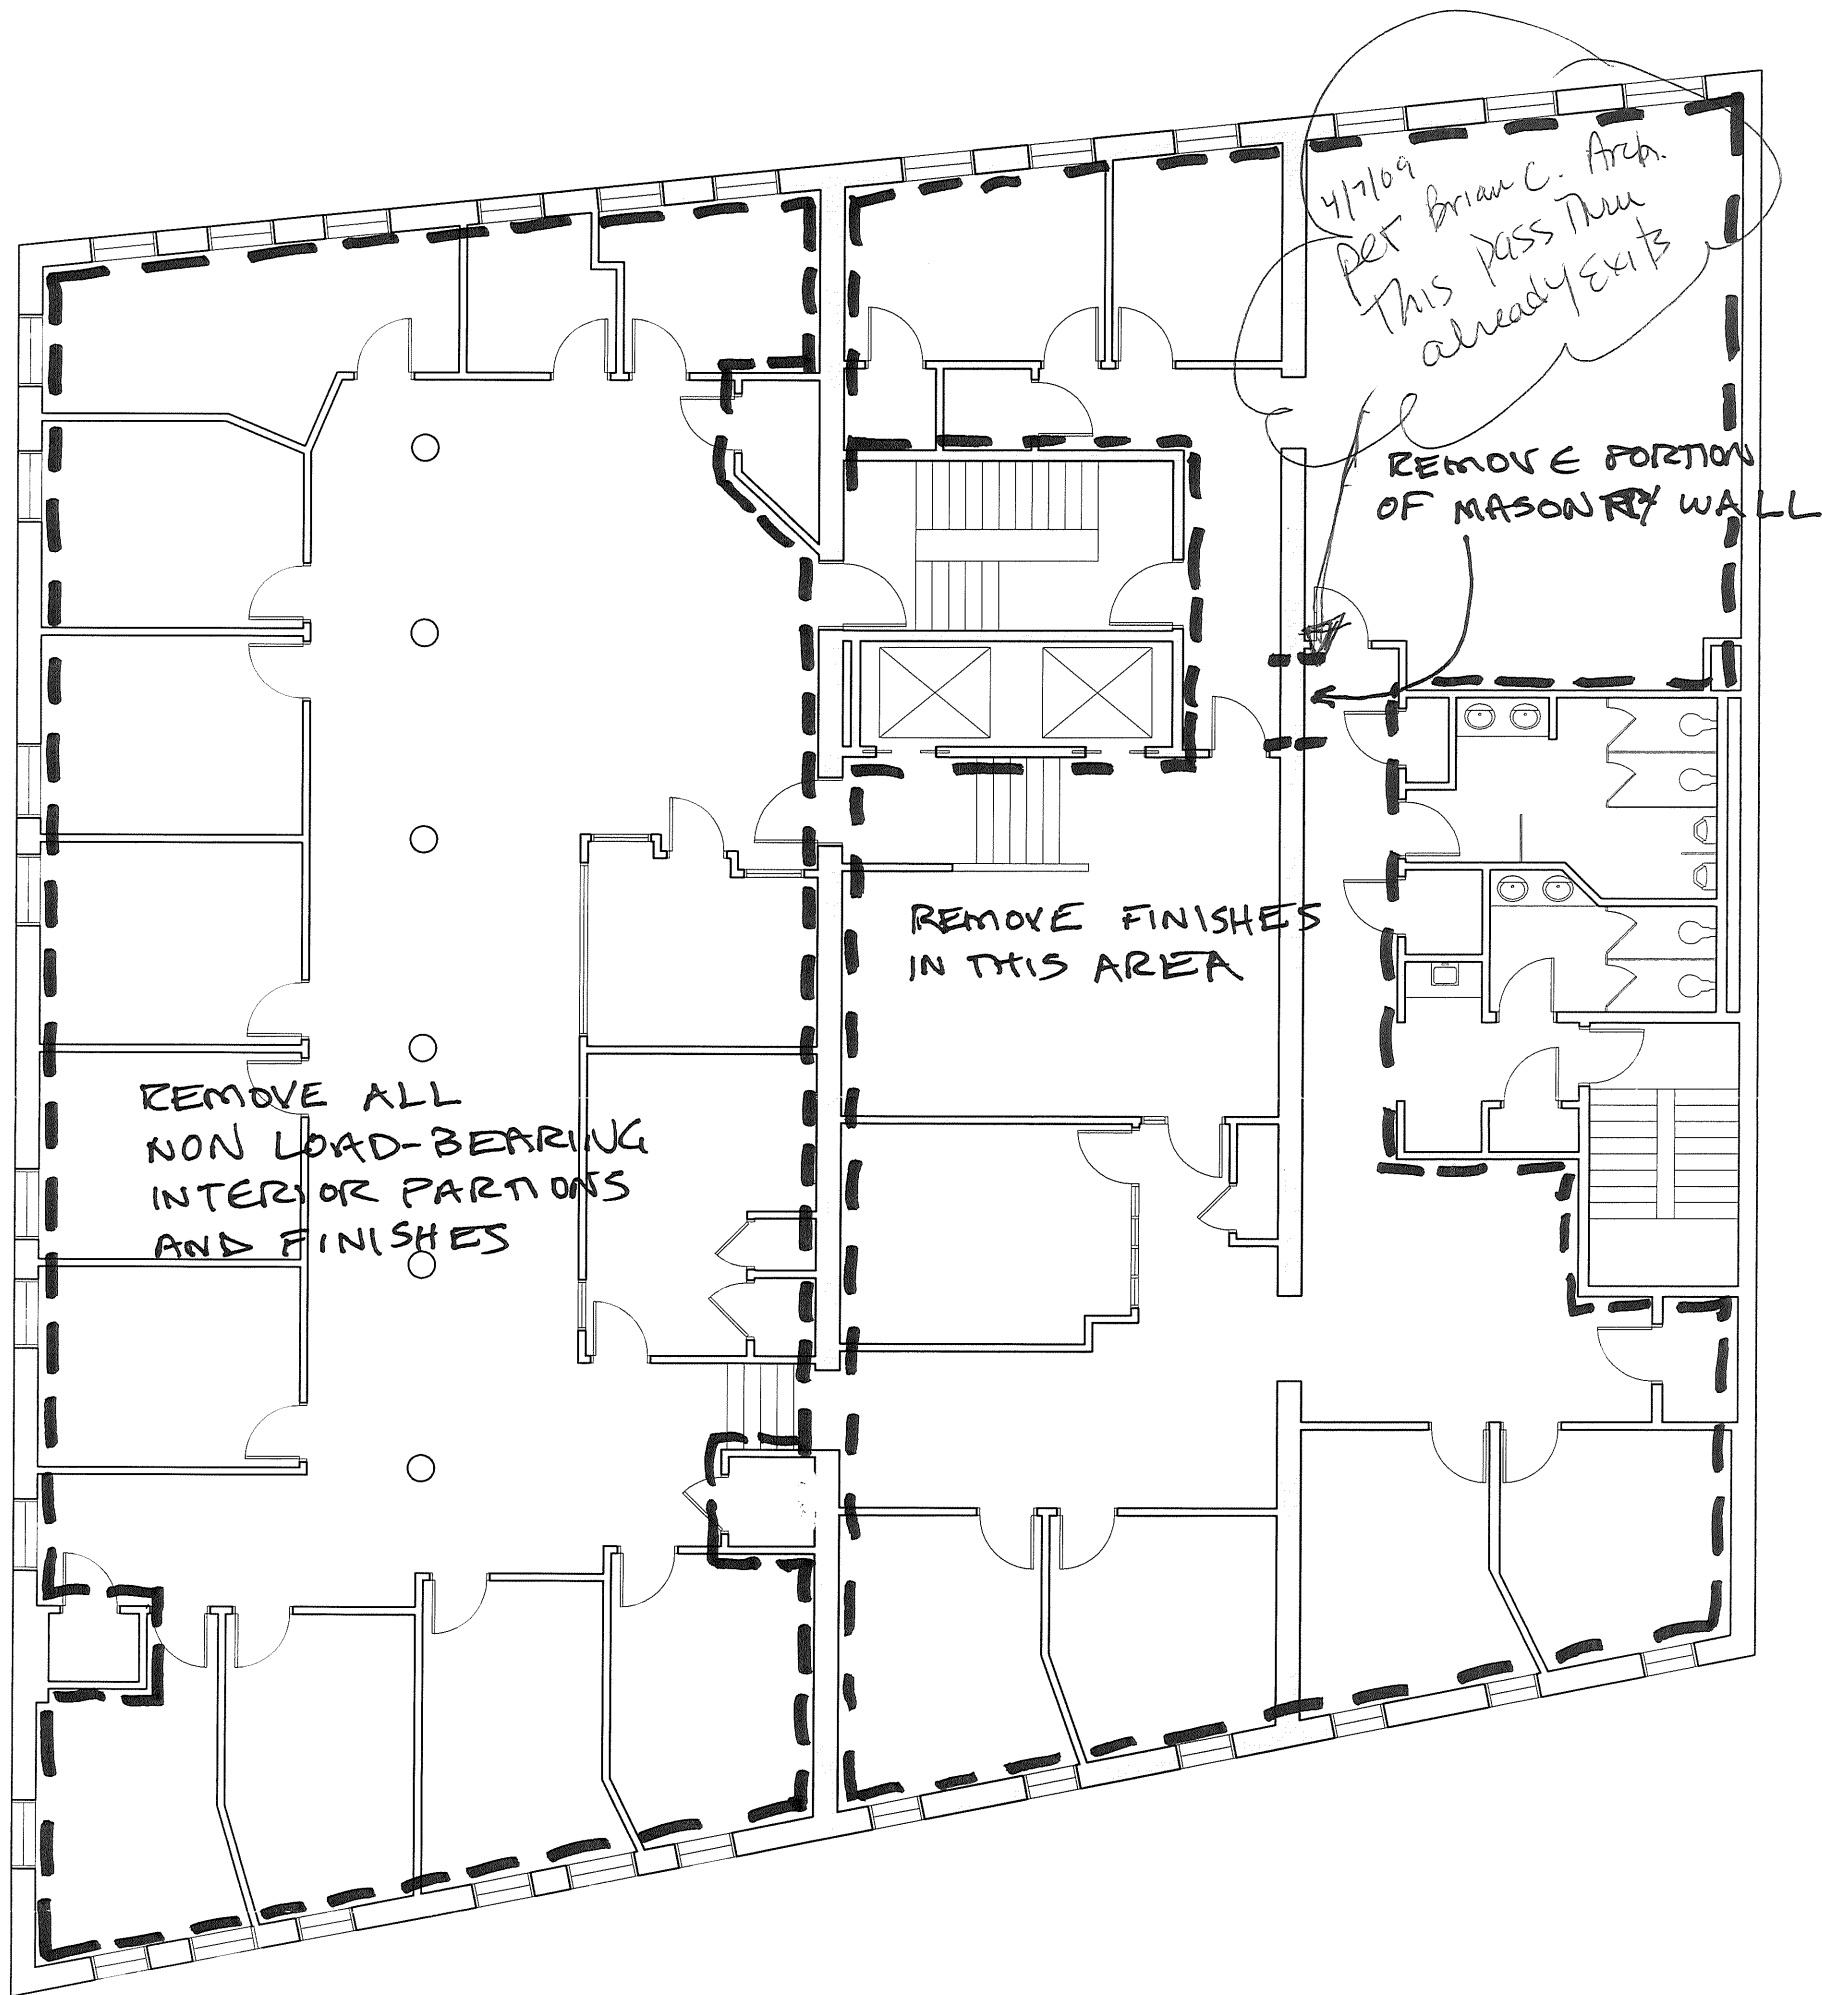 4/7/09
per Brian C. Arch.
This pass Thru
already Exits
REMOVE PORTION
OF MASONRY WALL
REMOVE FINISHES
IN THIS AREA
REMOVE ALL
NON LOAD-BEARING
INTERIOR PARTIONS
AND FINISHES